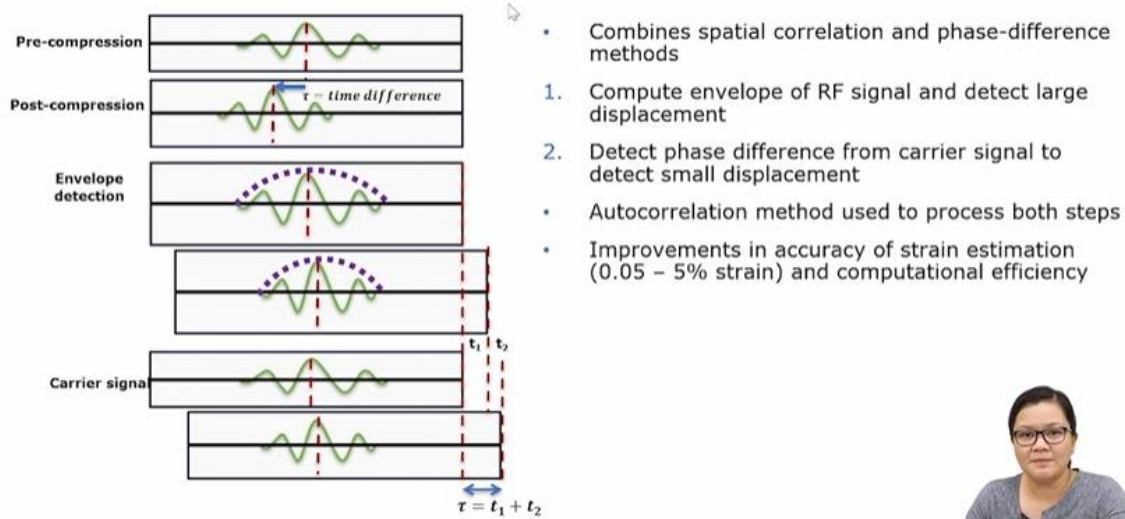 Pre-compression
Post-compression
τ = time difference
Envelope
detection
t₁
t₂
Carrier signal
τ = t₁ + t₂
• Combines spatial correlation and phase-difference
methods
1. Compute envelope of RF signal and detect large
displacement
2. Detect phase difference from carrier signal to
detect small displacement
• Autocorrelation method used to process both steps
• Improvements in accuracy of strain estimation
(0.05 – 5% strain) and computational efficiency